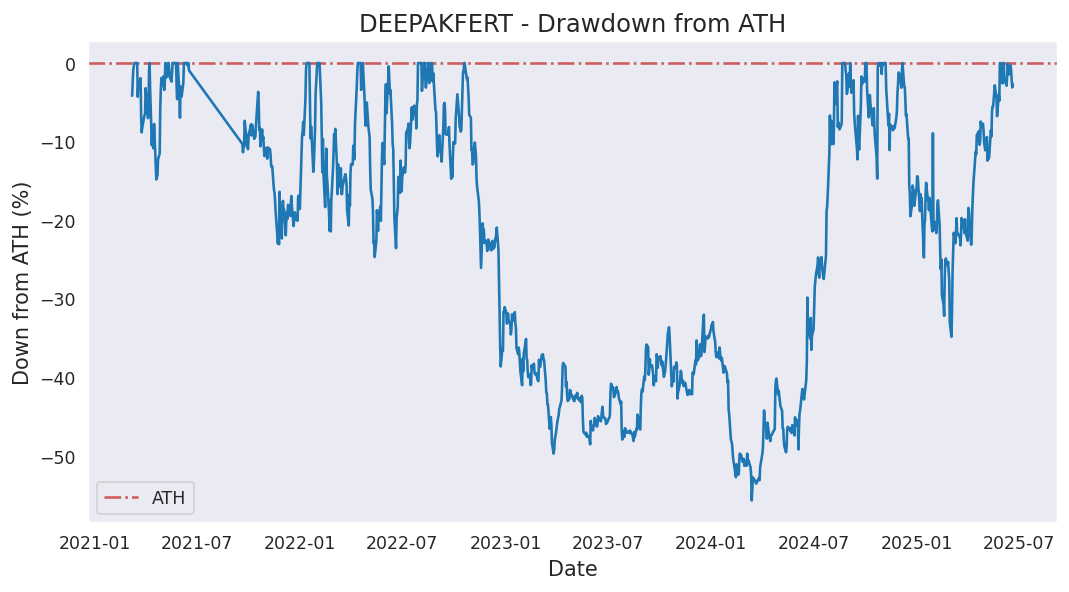 DEEPAKFERT - Drawdown from ATH
Down from ATH (%)
0
−10
−20
−30
−40
−50
ATH
2021-01 2021-07 2022-01 2022-07 2023-01 2023-07 2024-01 2024-07 2025-01 2025-07
Date